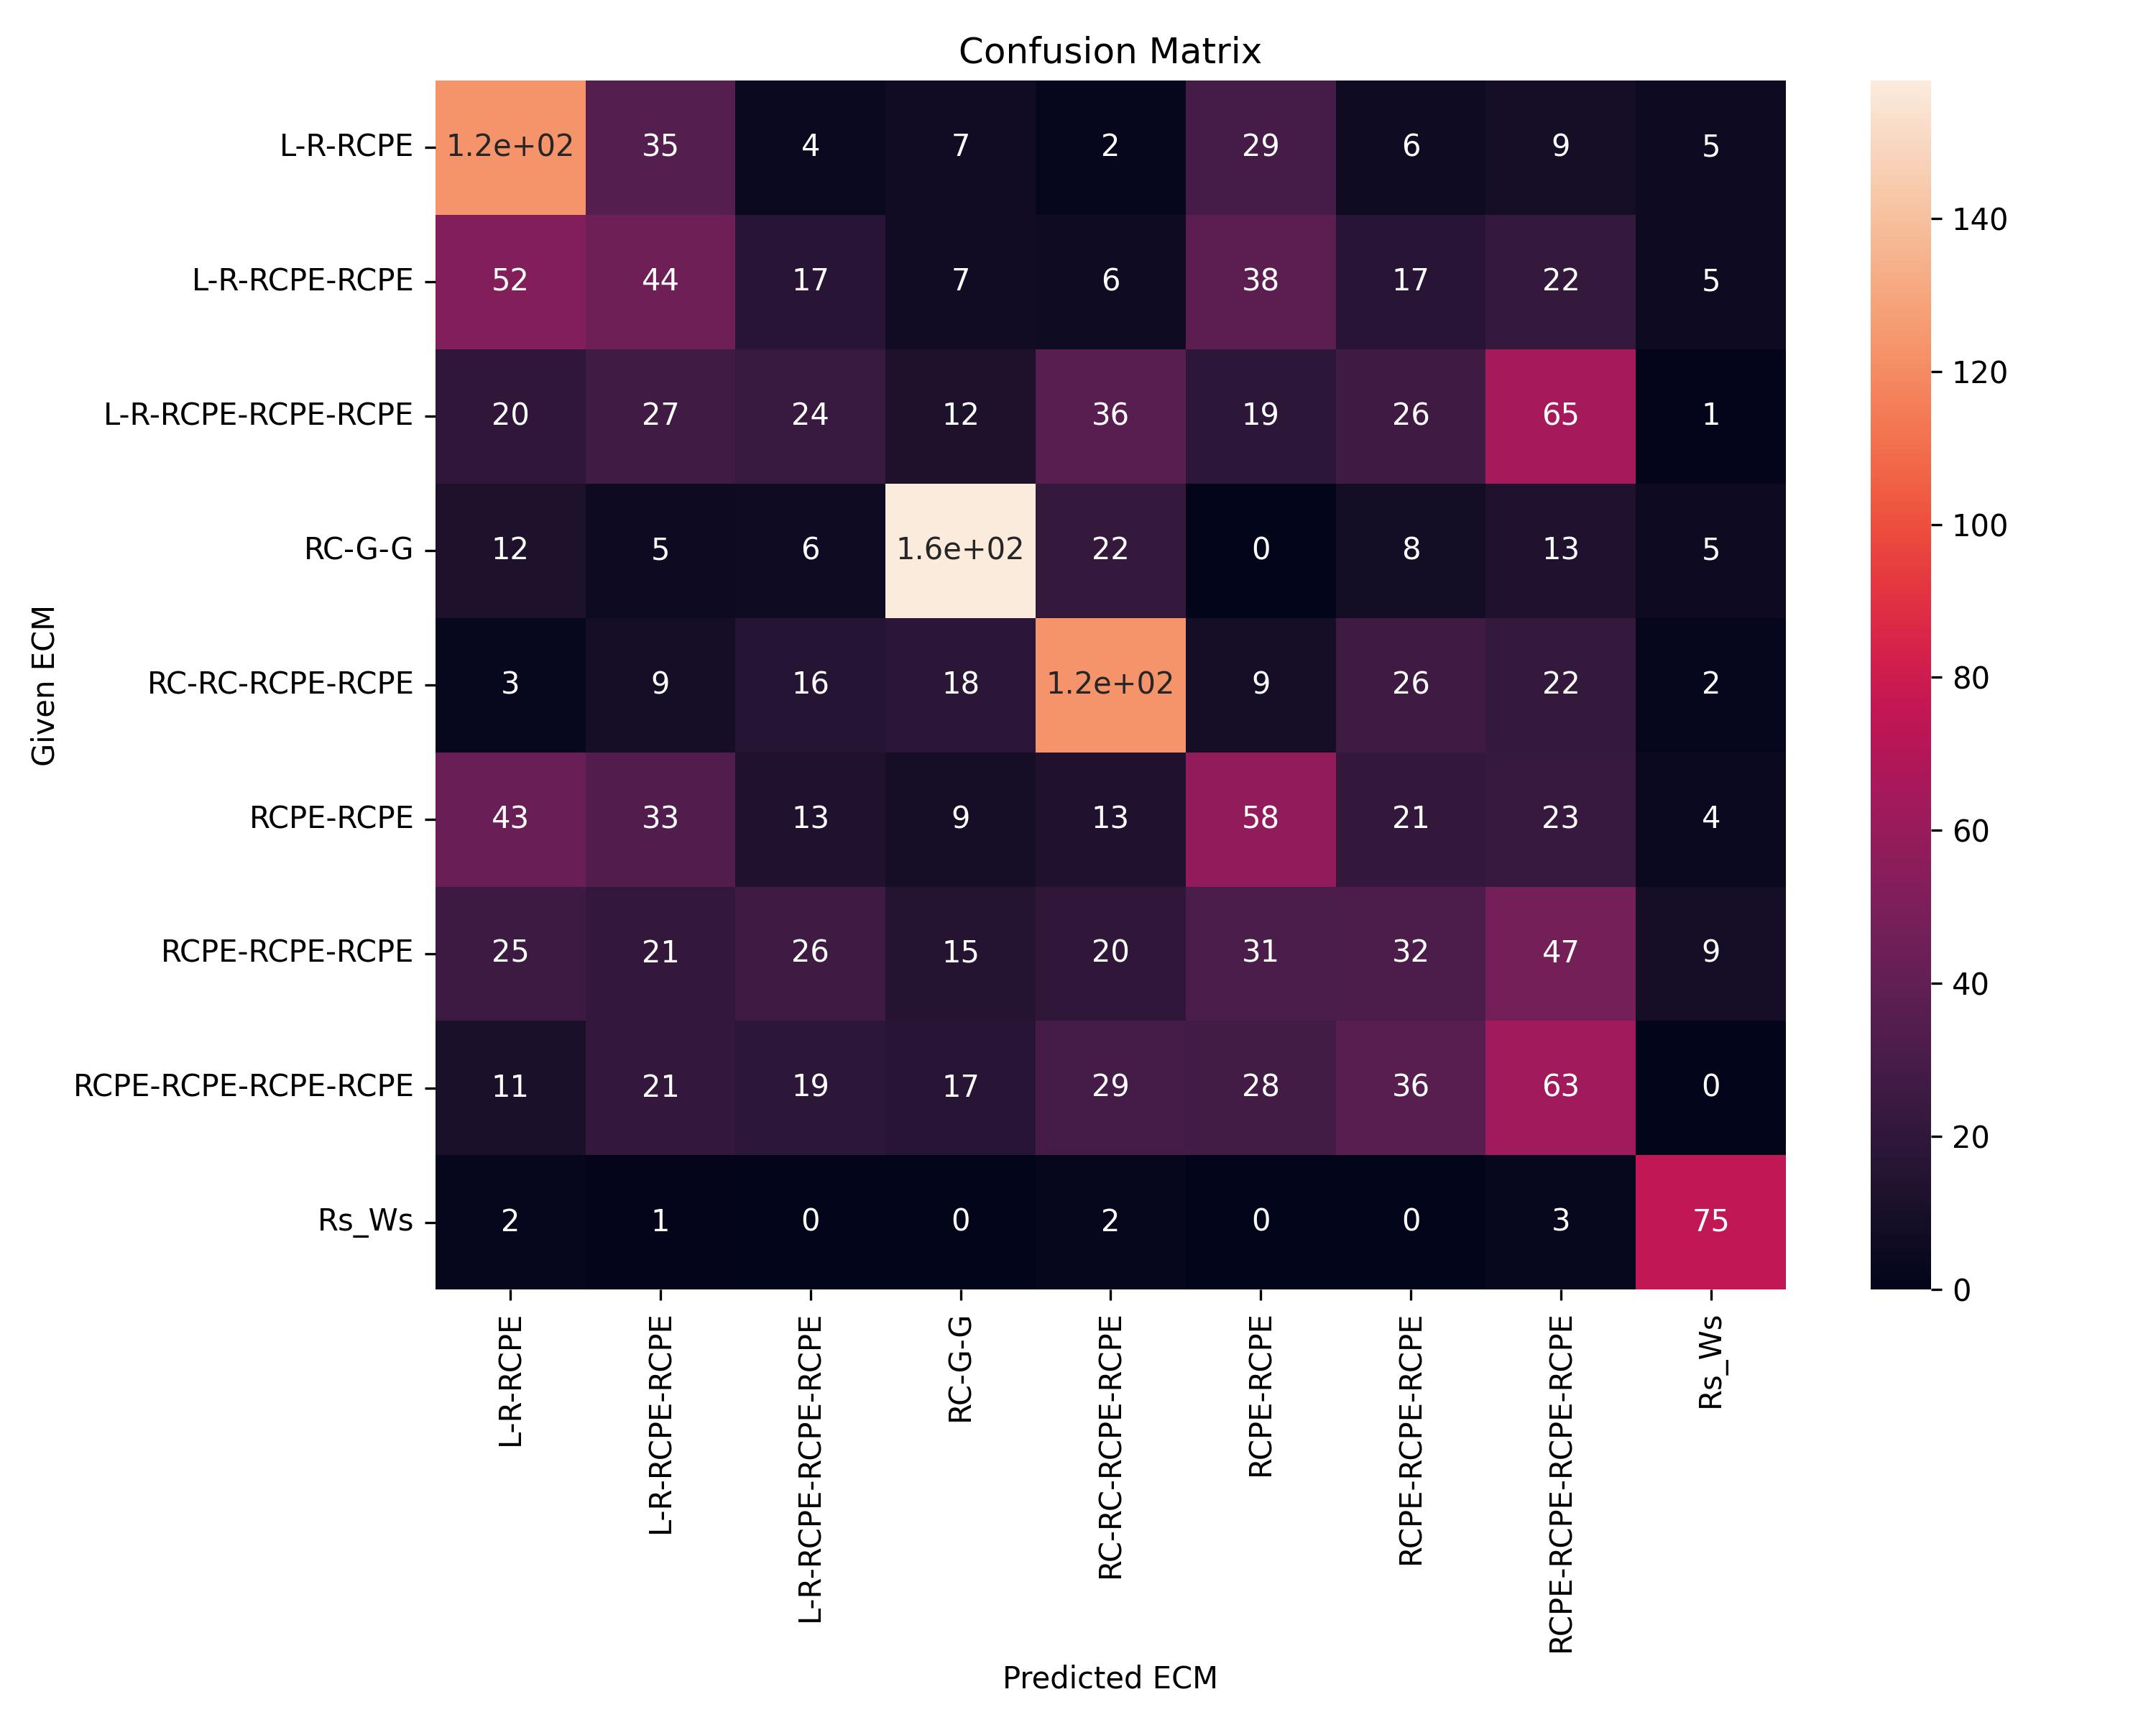 Confusion Matrix
Given ECM
L-R-RCPE 1.2e+02 35 4 7 2 29 6 9 5
L-R-RCPE-RCPE 52 44 17 7 6 38 17 22 5
L-R-RCPE-RCPE-RCPE 20 27 24 12 36 19 26 65 1
RC-G-G 12 5 6 1.6e+02 22 0 8 13 5
RC-RC-RCPE-RCPE 3 9 16 18 1.2e+02 9 26 22 2
RCPE-RCPE 43 33 13 9 13 58 21 23 4
RCPE-RCPE-RCPE 25 21 26 15 20 31 32 47 9
RCPE-RCPE-RCPE-RCPE 11 21 19 17 29 28 36 63 0
Rs_Ws 2 1 0 0 2 0 0 3 75
L-R-RCPE
L-R-RCPE-RCPE
L-R-RCPE-RCPE-RCPE
RC-G-G
RC-RC-RCPE-RCPE
RCPE-RCPE
RCPE-RCPE-RCPE
RCPE-RCPE-RCPE-RCPE
Rs_Ws
Predicted ECM
140
120
100
80
60
40
20
0